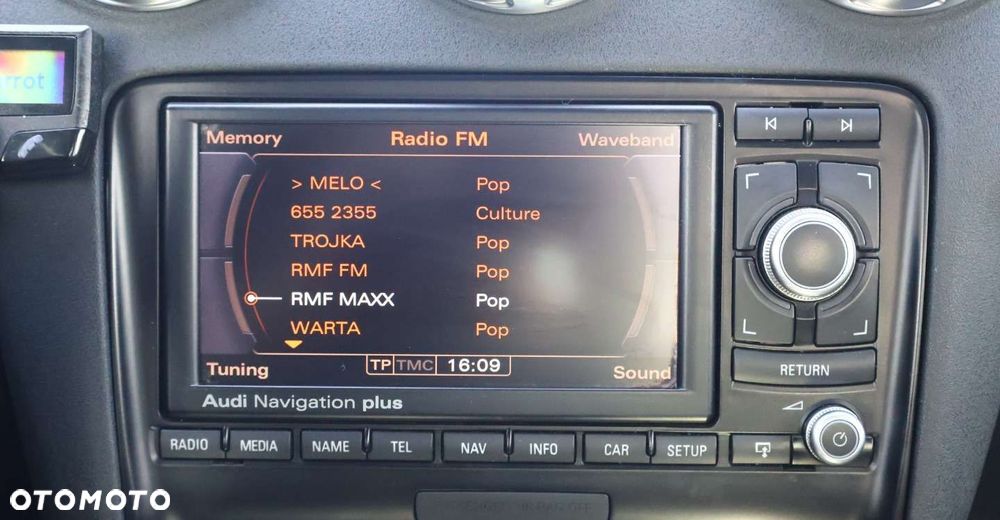 rrot
Memory Radio FM Waveband
> MELO < Pop
655 2355 Culture
TROJKA Pop
RMF FM Pop
RMF MAXX Pop
WARTA Pop
Tuning TP TMC 16:09 Sound
Audi Navigation plus
RETURN
RADIO MEDIA NAME TEL NAV INFO CAR SETUP
OTOMOTO